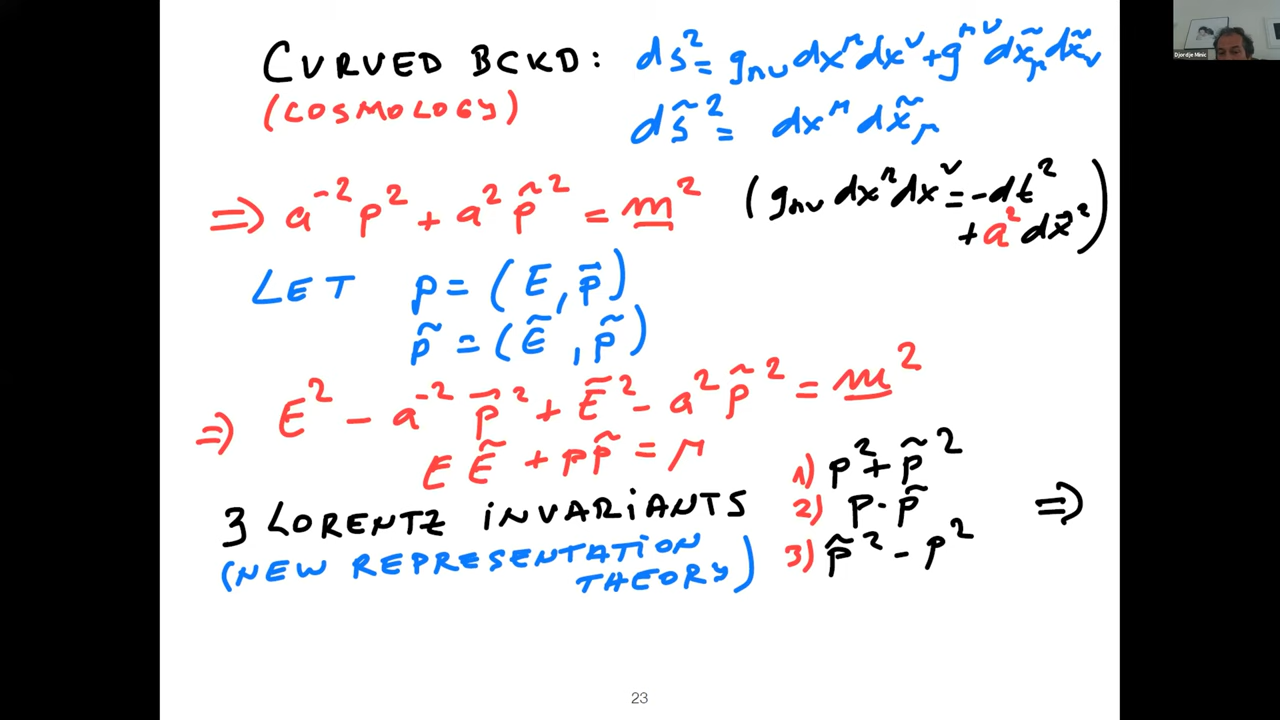 CURVED BCKD: ds² = gμν dx^μ dx^ν + g^μν dx̃μ dx̃ν
(COSMOLOGY) ds̃² = dx^μ dx̃μ
⇒ a⁻² p² + a² p̃² = m² (gμν dx^μ dx^ν = -dt²
+ a² dx⃗²)
LET p = (E, p̄)
p̃ = (Ẽ, p̃)
⇒ E² - a⁻² p̄² + Ẽ² - a² p̃² = m²
E Ẽ + p p̃ = μ
3 LORENTZ INVARIANTS
(NEW REPRESENTATION
THEORY)
1) p² + p̃²
2) p · p̃
3) p̃² - p²
⇒
23
Djordje Minic